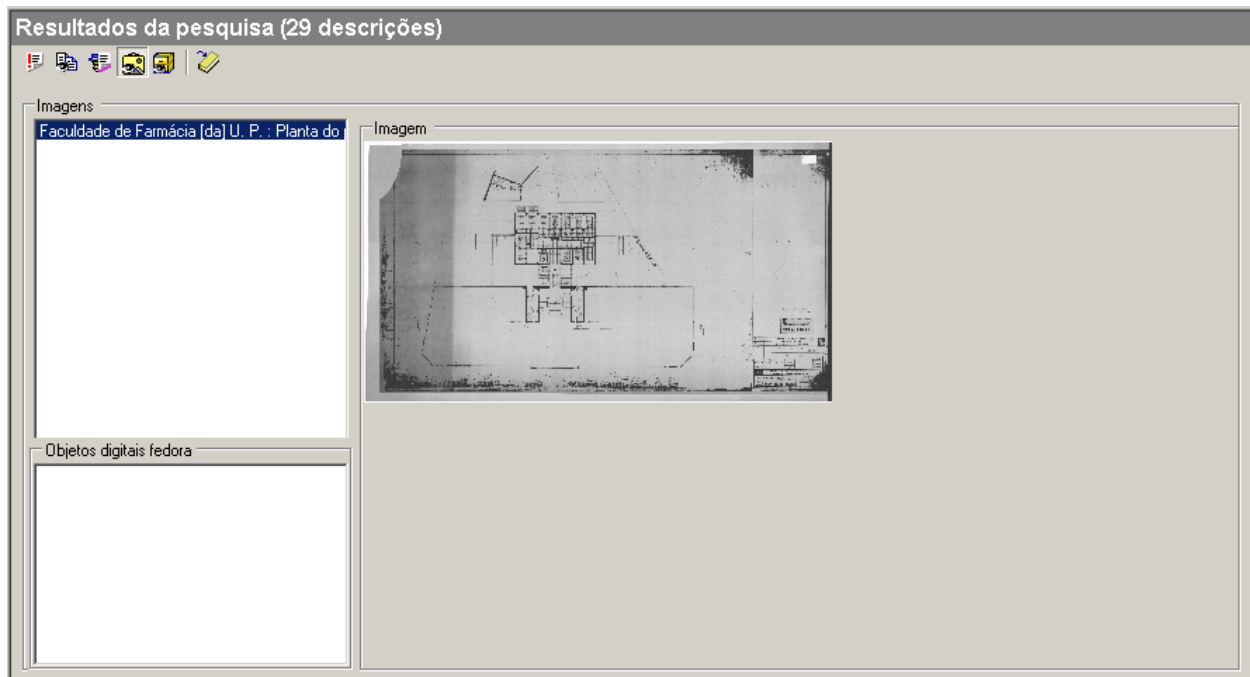 Resultados da pesquisa (29 descrições)
Imagens
Faculdade de Farmácia [da] U. P. : Planta do
Imagem
Objetos digitais fedora